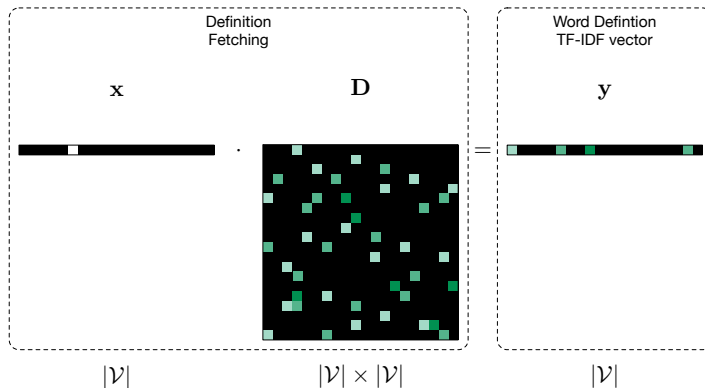 Definition
Fetching
Word Defintion
TF-IDF vector
x
D
y
·
=
|𝒱|
|𝒱| × |𝒱|
|𝒱|